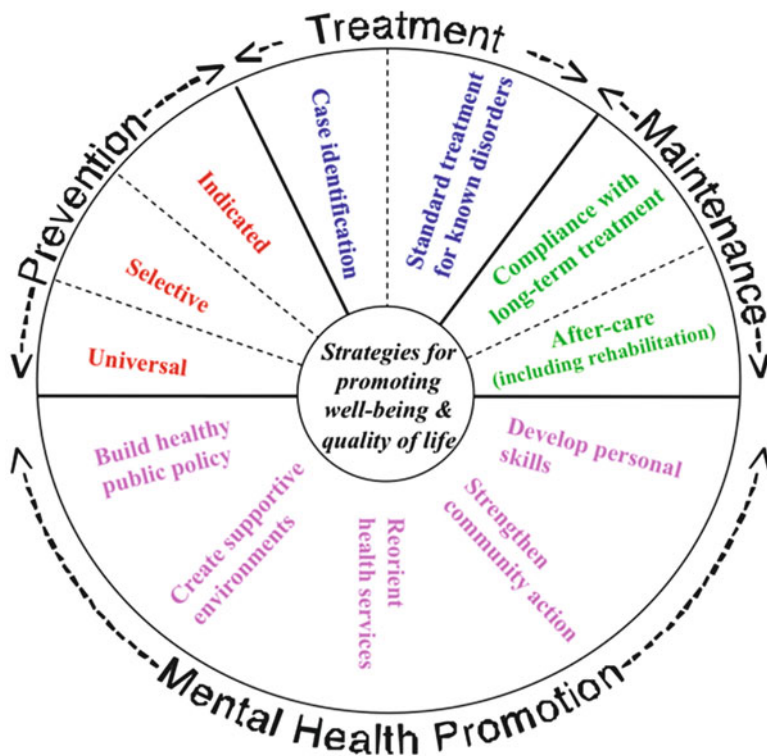 Treatment
Prevention
Maintenance
Case identification
Standard treatment
for known disorders
Indicated
Selective
Universal
Compliance with
long-term treatment
After-care
(including rehabilitation)
Strategies for
promoting
well-being &
quality of life
Build healthy
public policy
Create supportive
environments
Reorient
health services
Strengthen
community action
Develop personal
skills
Mental Health Promotion